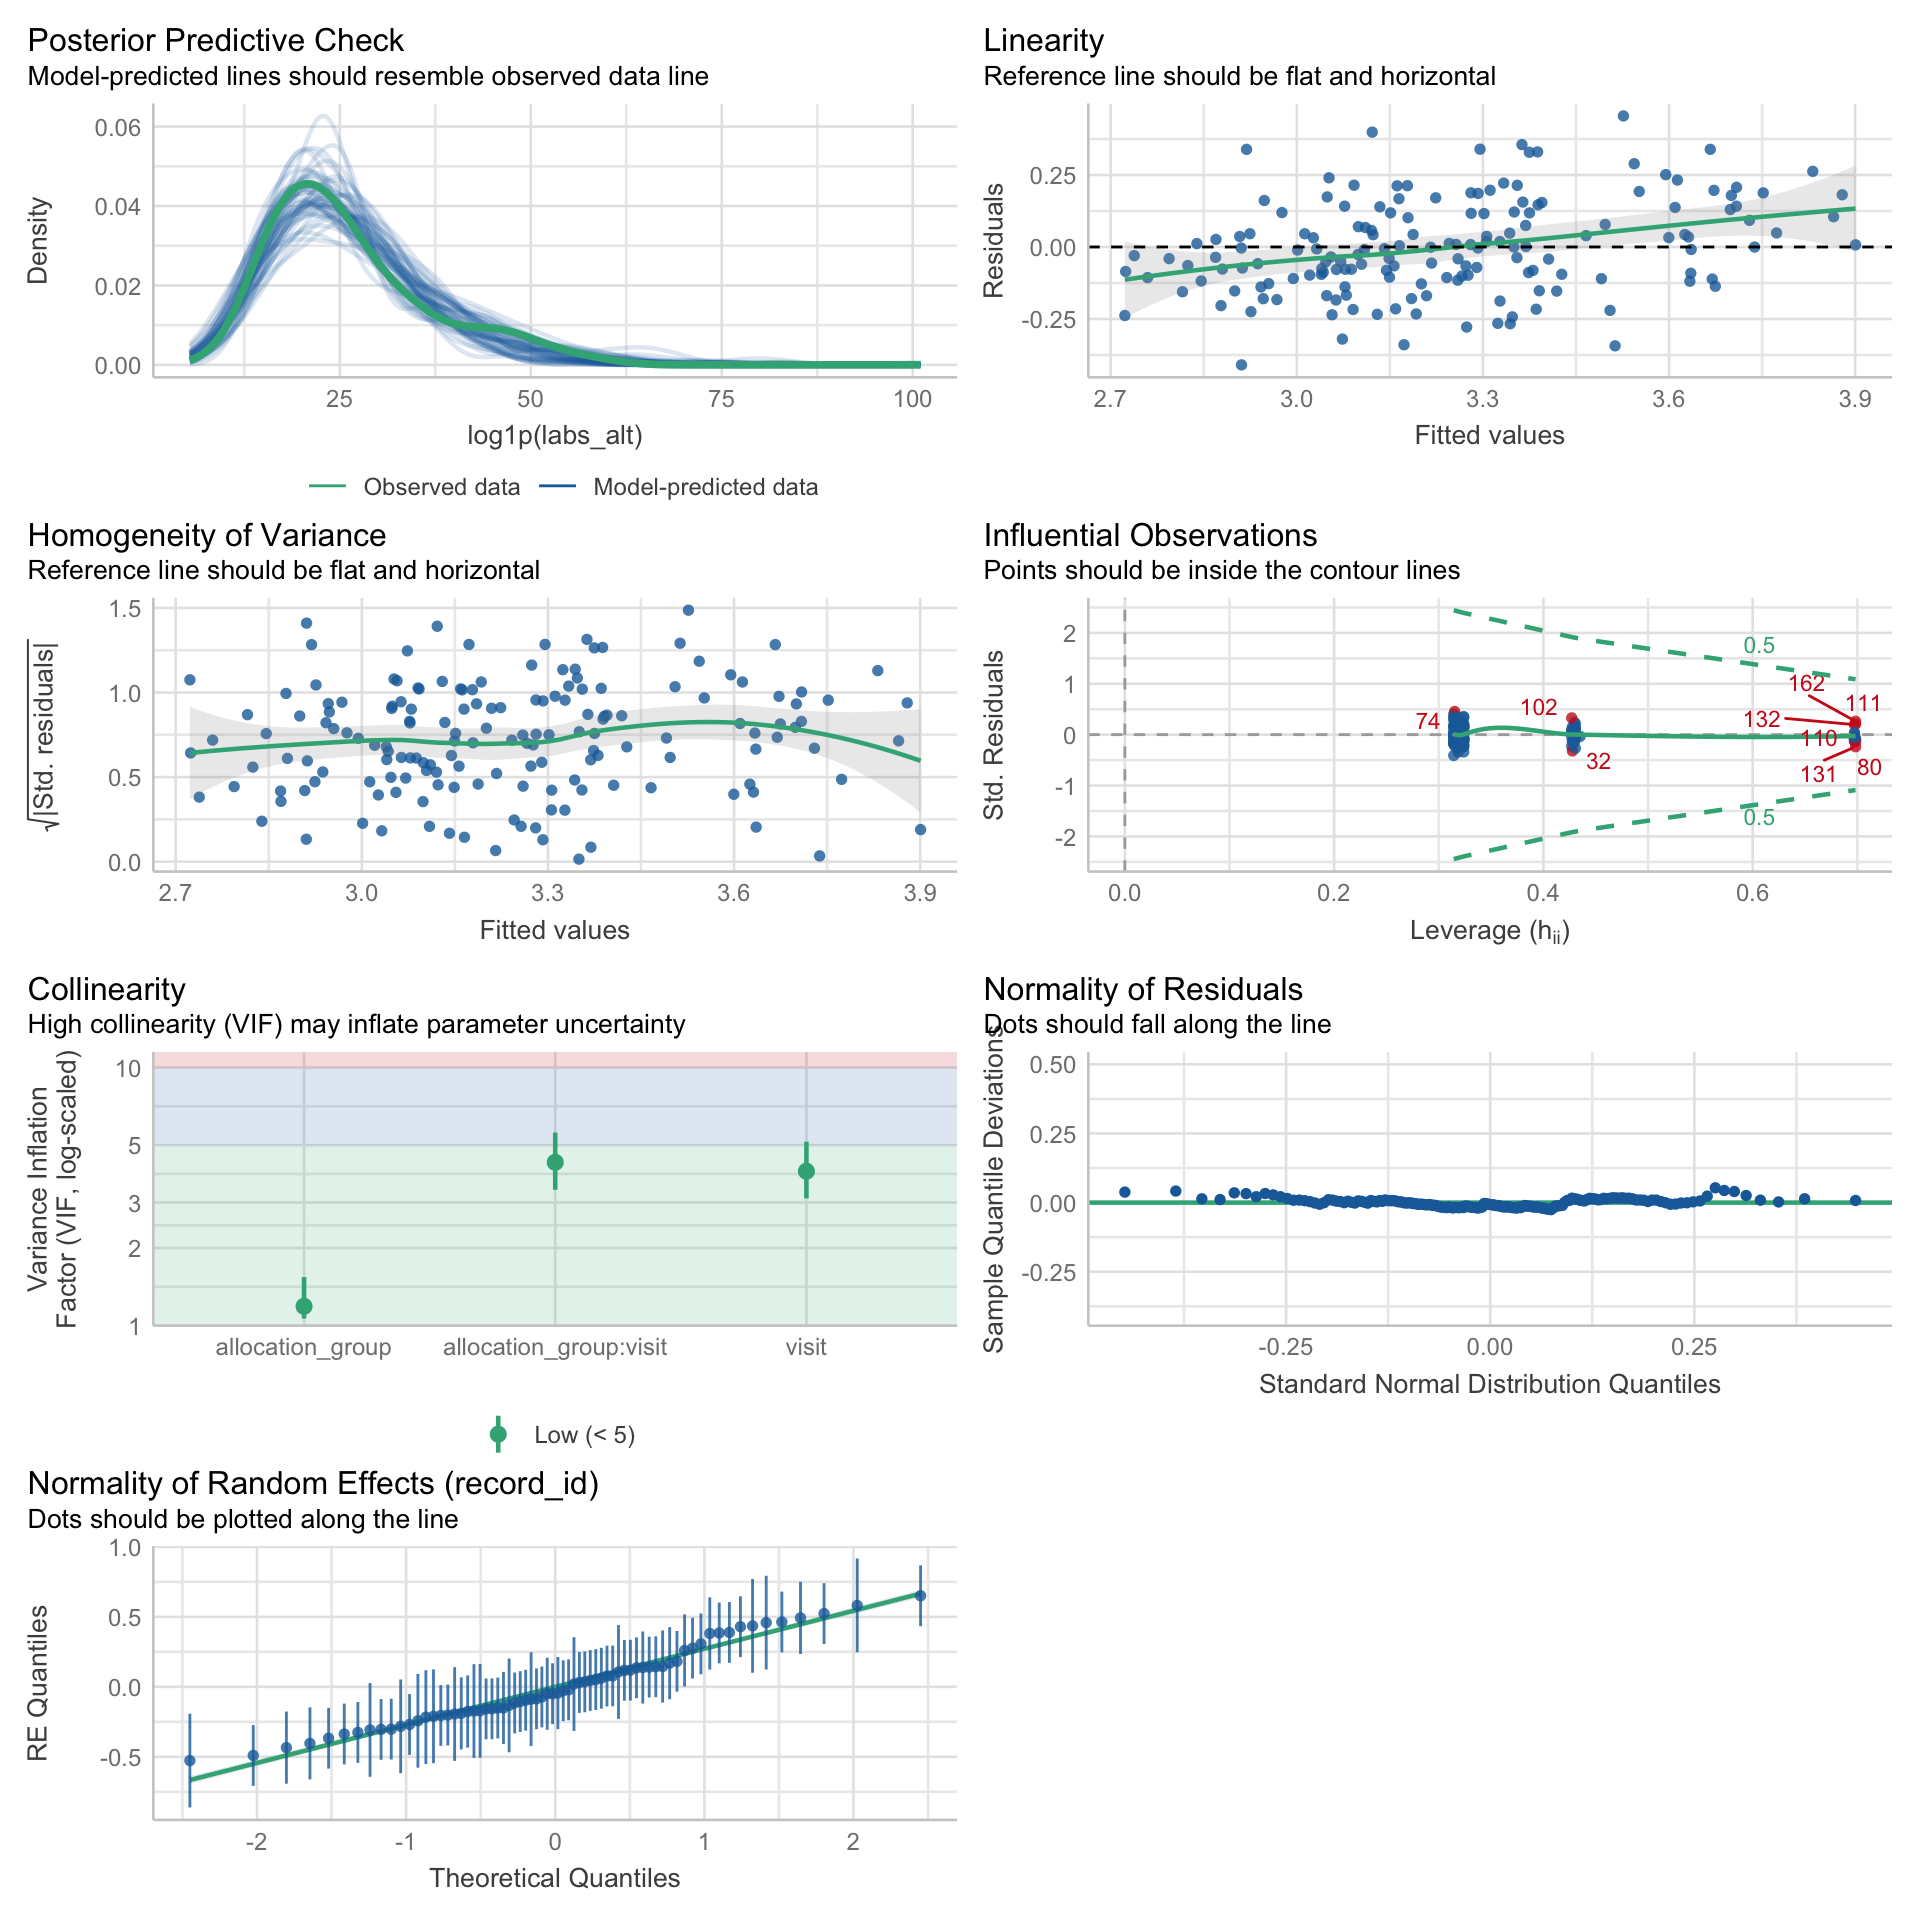 Posterior Predictive Check
Model-predicted lines should resemble observed data line
Density
0.06
0.04
0.02
0.00
25 50 75 100
log1p(labs_alt)
Observed data Model-predicted data
Linearity
Reference line should be flat and horizontal
Residuals
0.25
0.00
-0.25
2.7 3.0 3.3 3.6 3.9
Fitted values
Homogeneity of Variance
Reference line should be flat and horizontal
√|Std. residuals|
1.5
1.0
0.5
0.0
2.7 3.0 3.3 3.6 3.9
Fitted values
Influential Observations
Points should be inside the contour lines
Std. Residuals
2
1
0
-1
-2
0.5
162
111
102
132
74
110
32
131
80
0.5
0.0 0.2 0.4 0.6
Leverage (hii)
Collinearity
High collinearity (VIF) may inflate parameter uncertainty
Variance Inflation
Factor (VIF, log-scaled)
10
5
3
2
1
allocation_group allocation_group:visit visit
Low (< 5)
Normality of Residuals
Dots should fall along the line
Sample Quantile Deviations
0.50
0.25
0.00
-0.25
-0.25 0.00 0.25
Standard Normal Distribution Quantiles
Normality of Random Effects (record_id)
Dots should be plotted along the line
RE Quantiles
1.0
0.5
0.0
-0.5
-2 -1 0 1 2
Theoretical Quantiles